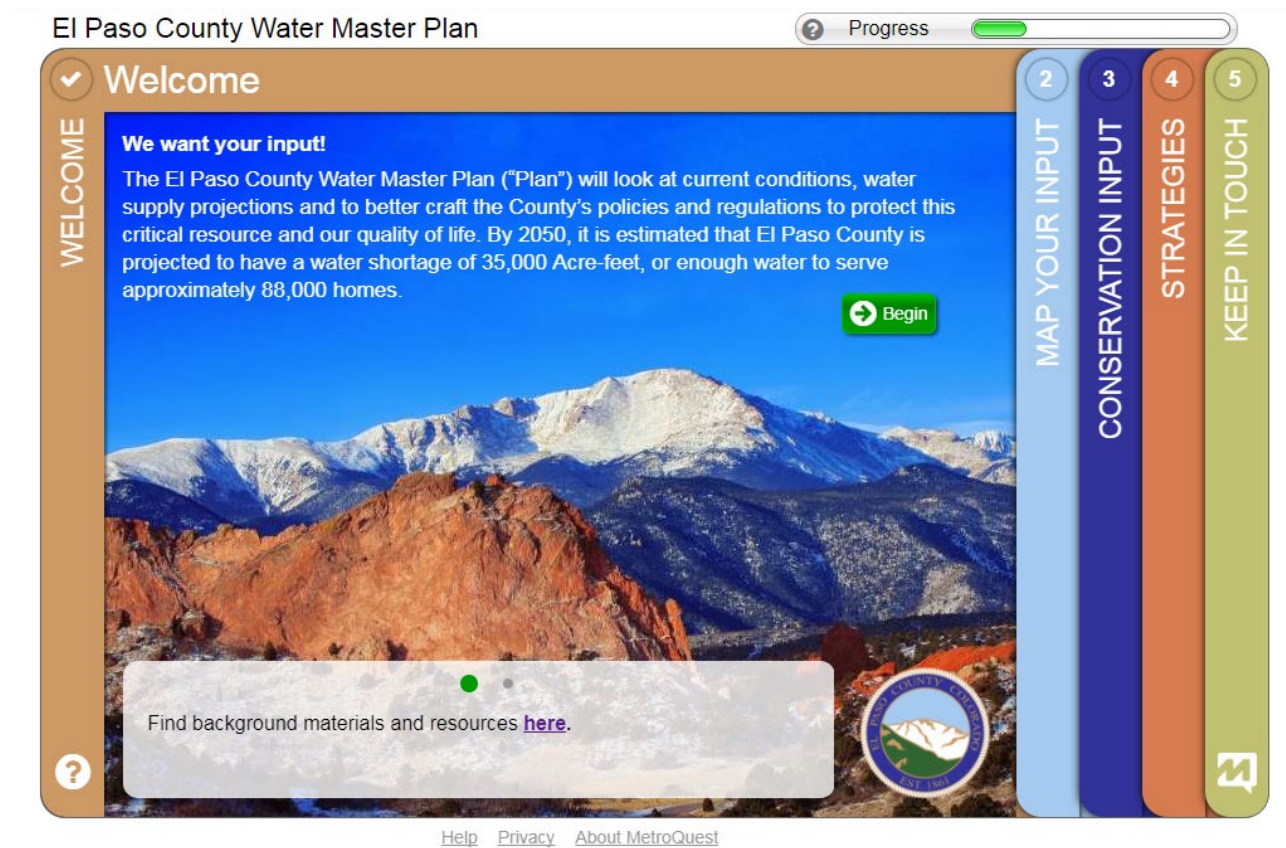 El Paso County Water Master Plan
Progress
Welcome
WELCOME
We want your input!
The El Paso County Water Master Plan (“Plan”) will look at current conditions, water
supply projections and to better craft the County’s policies and regulations to protect this
critical resource and our quality of life. By 2050, it is estimated that El Paso County is
projected to have a water shortage of 35,000 Acre-feet, or enough water to serve
approximately 88,000 homes.
Begin
Find background materials and resources here.
EL PASO COUNTY COLORADO
EST. 1861
2
MAP YOUR INPUT
3
CONSERVATION INPUT
4
STRATEGIES
5
KEEP IN TOUCH
Help Privacy About MetroQuest